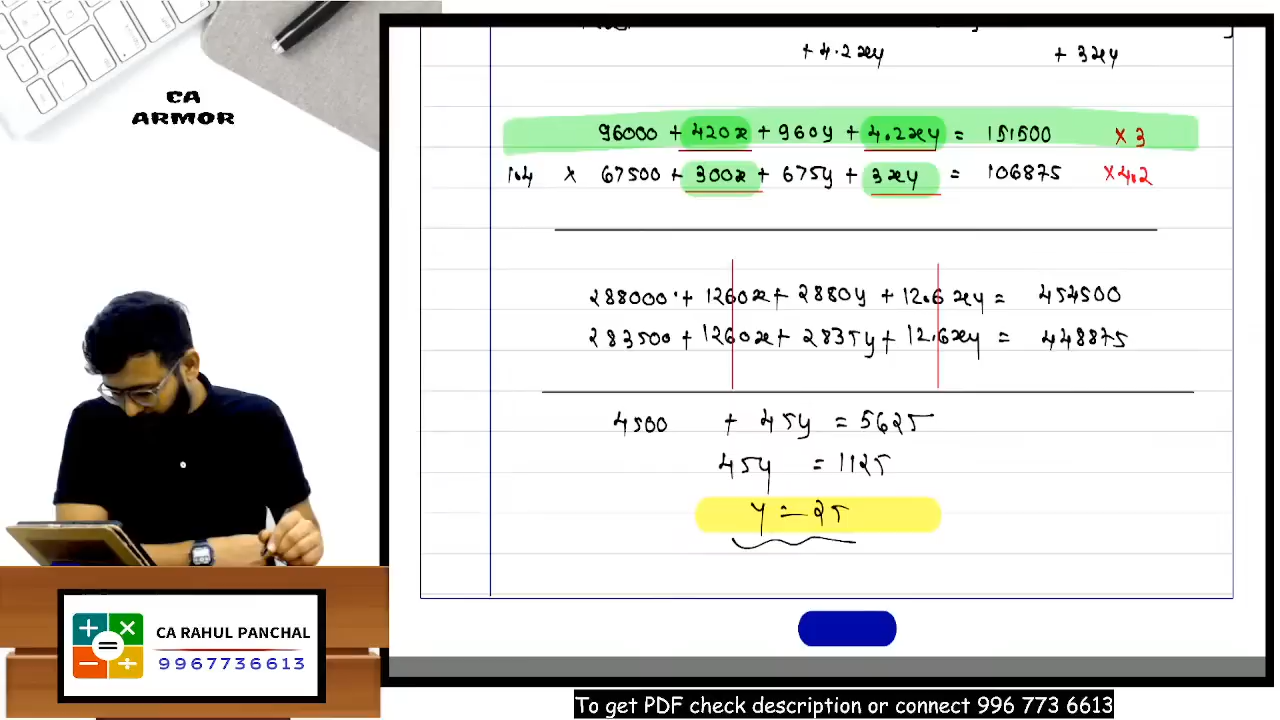 + 4.2xy + 3xy
CA
ARMOR
96000 + 420x + 960y + 4.2xy = 151500 × 3
1.4 × 67500 + 300x + 675y + 3xy = 106875 × 4.2
288000 + 1260x + 2880y + 12.6xy = 454500
283500 + 1260x + 2835y + 12.6xy = 448875
4500 + 45y = 5625
45y = 1125
y = 25
CA RAHUL PANCHAL
9967736613
To get PDF check description or connect 996 773 6613